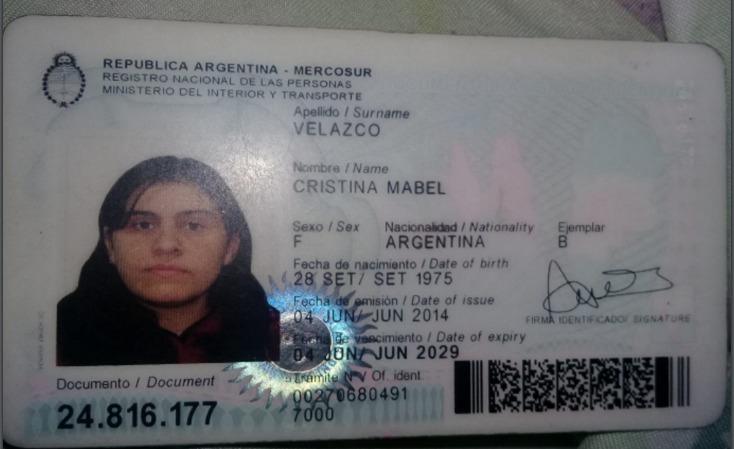 REPUBLICA ARGENTINA - MERCOSUR
REGISTRO NACIONAL DE LAS PERSONAS
MINISTERIO DEL INTERIOR Y TRANSPORTE
Apellido / Surname
VELAZCO
Nombre / Name
CRISTINA MABEL
Sexo / Sex Nacionalidad / Nationality Ejemplar
F ARGENTINA B
Fecha de nacimiento / Date of birth
28 SET/ SET 1975
Fecha de emisión / Date of issue
04 JUN/ JUN 2014
FIRMA IDENTIFICADO/ SIGNATURE
Fecha de vencimiento / Date of expiry
04 JUN/ JUN 2029
Documento / Document
24.816.177
Trámite Nº / Of. ident.
00270680491
7000